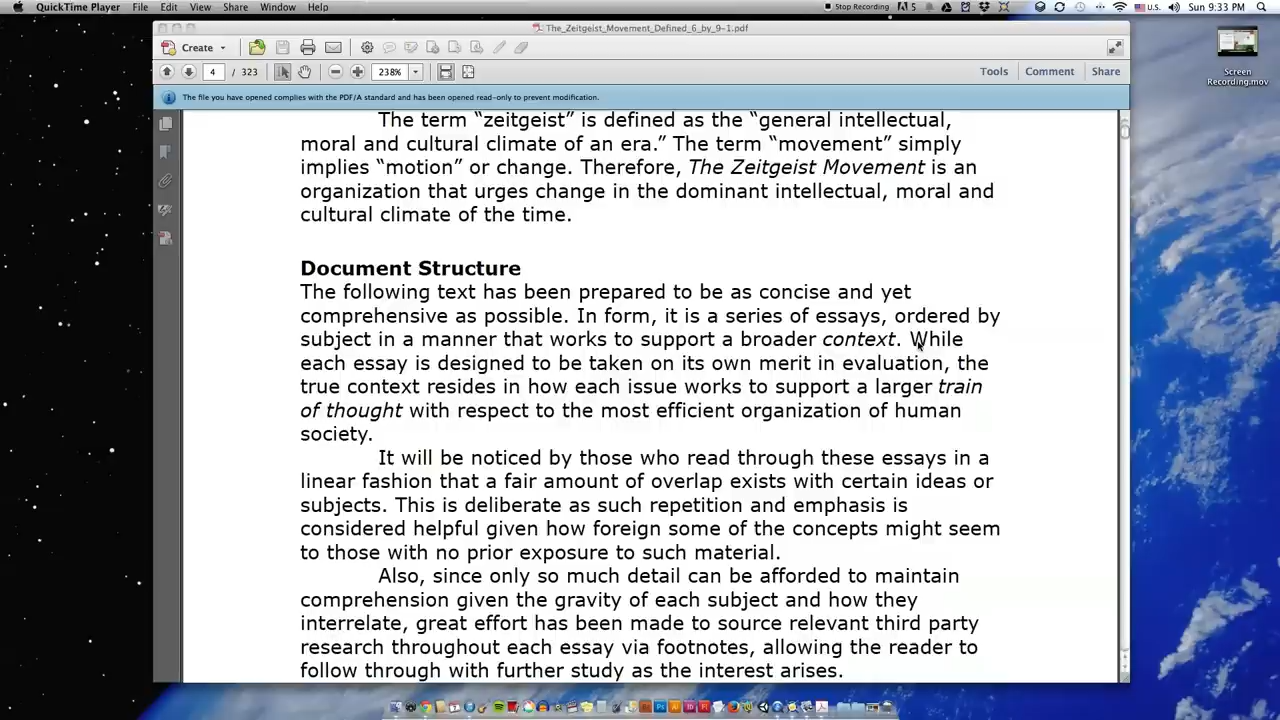 QuickTime Player File Edit View Share Window Help Stop Recording 5 U.S. Sun 9:33 PM
The_Zeitgeist_Movement_Defined_6_by_9-1.pdf
Create
4 / 323 238% Tools Comment Share
The file you have opened complies with the PDF/A standard and has been opened read-only to prevent modification.
Screen
Recording.mov
The term “zeitgeist” is defined as the “general intellectual,
moral and cultural climate of an era.” The term “movement” simply
implies “motion” or change. Therefore, The Zeitgeist Movement is an
organization that urges change in the dominant intellectual, moral and
cultural climate of the time.
Document Structure
The following text has been prepared to be as concise and yet
comprehensive as possible. In form, it is a series of essays, ordered by
subject in a manner that works to support a broader context. While
each essay is designed to be taken on its own merit in evaluation, the
true context resides in how each issue works to support a larger train
of thought with respect to the most efficient organization of human
society.
It will be noticed by those who read through these essays in a
linear fashion that a fair amount of overlap exists with certain ideas or
subjects. This is deliberate as such repetition and emphasis is
considered helpful given how foreign some of the concepts might seem
to those with no prior exposure to such material.
Also, since only so much detail can be afforded to maintain
comprehension given the gravity of each subject and how they
interrelate, great effort has been made to source relevant third party
research throughout each essay via footnotes, allowing the reader to
follow through with further study as the interest arises.